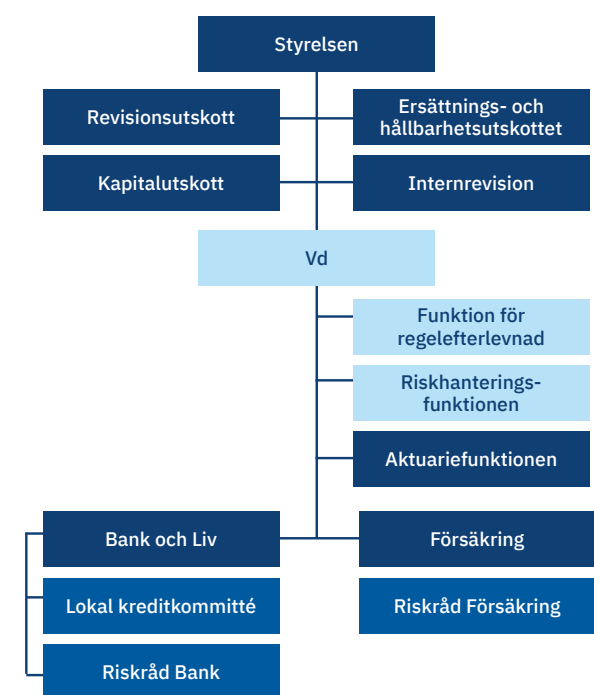 Styrelsen
Revisionsutskott
Ersättnings- och
hållbarhetsutskottet
Kapitalutskott
Internrevision
Vd
Funktion för
regelefterlevnad
Riskhanterings-
funktionen
Aktuariefunktionen
Bank och Liv
Försäkring
Lokal kreditkommitté
Riskråd Försäkring
Riskråd Bank